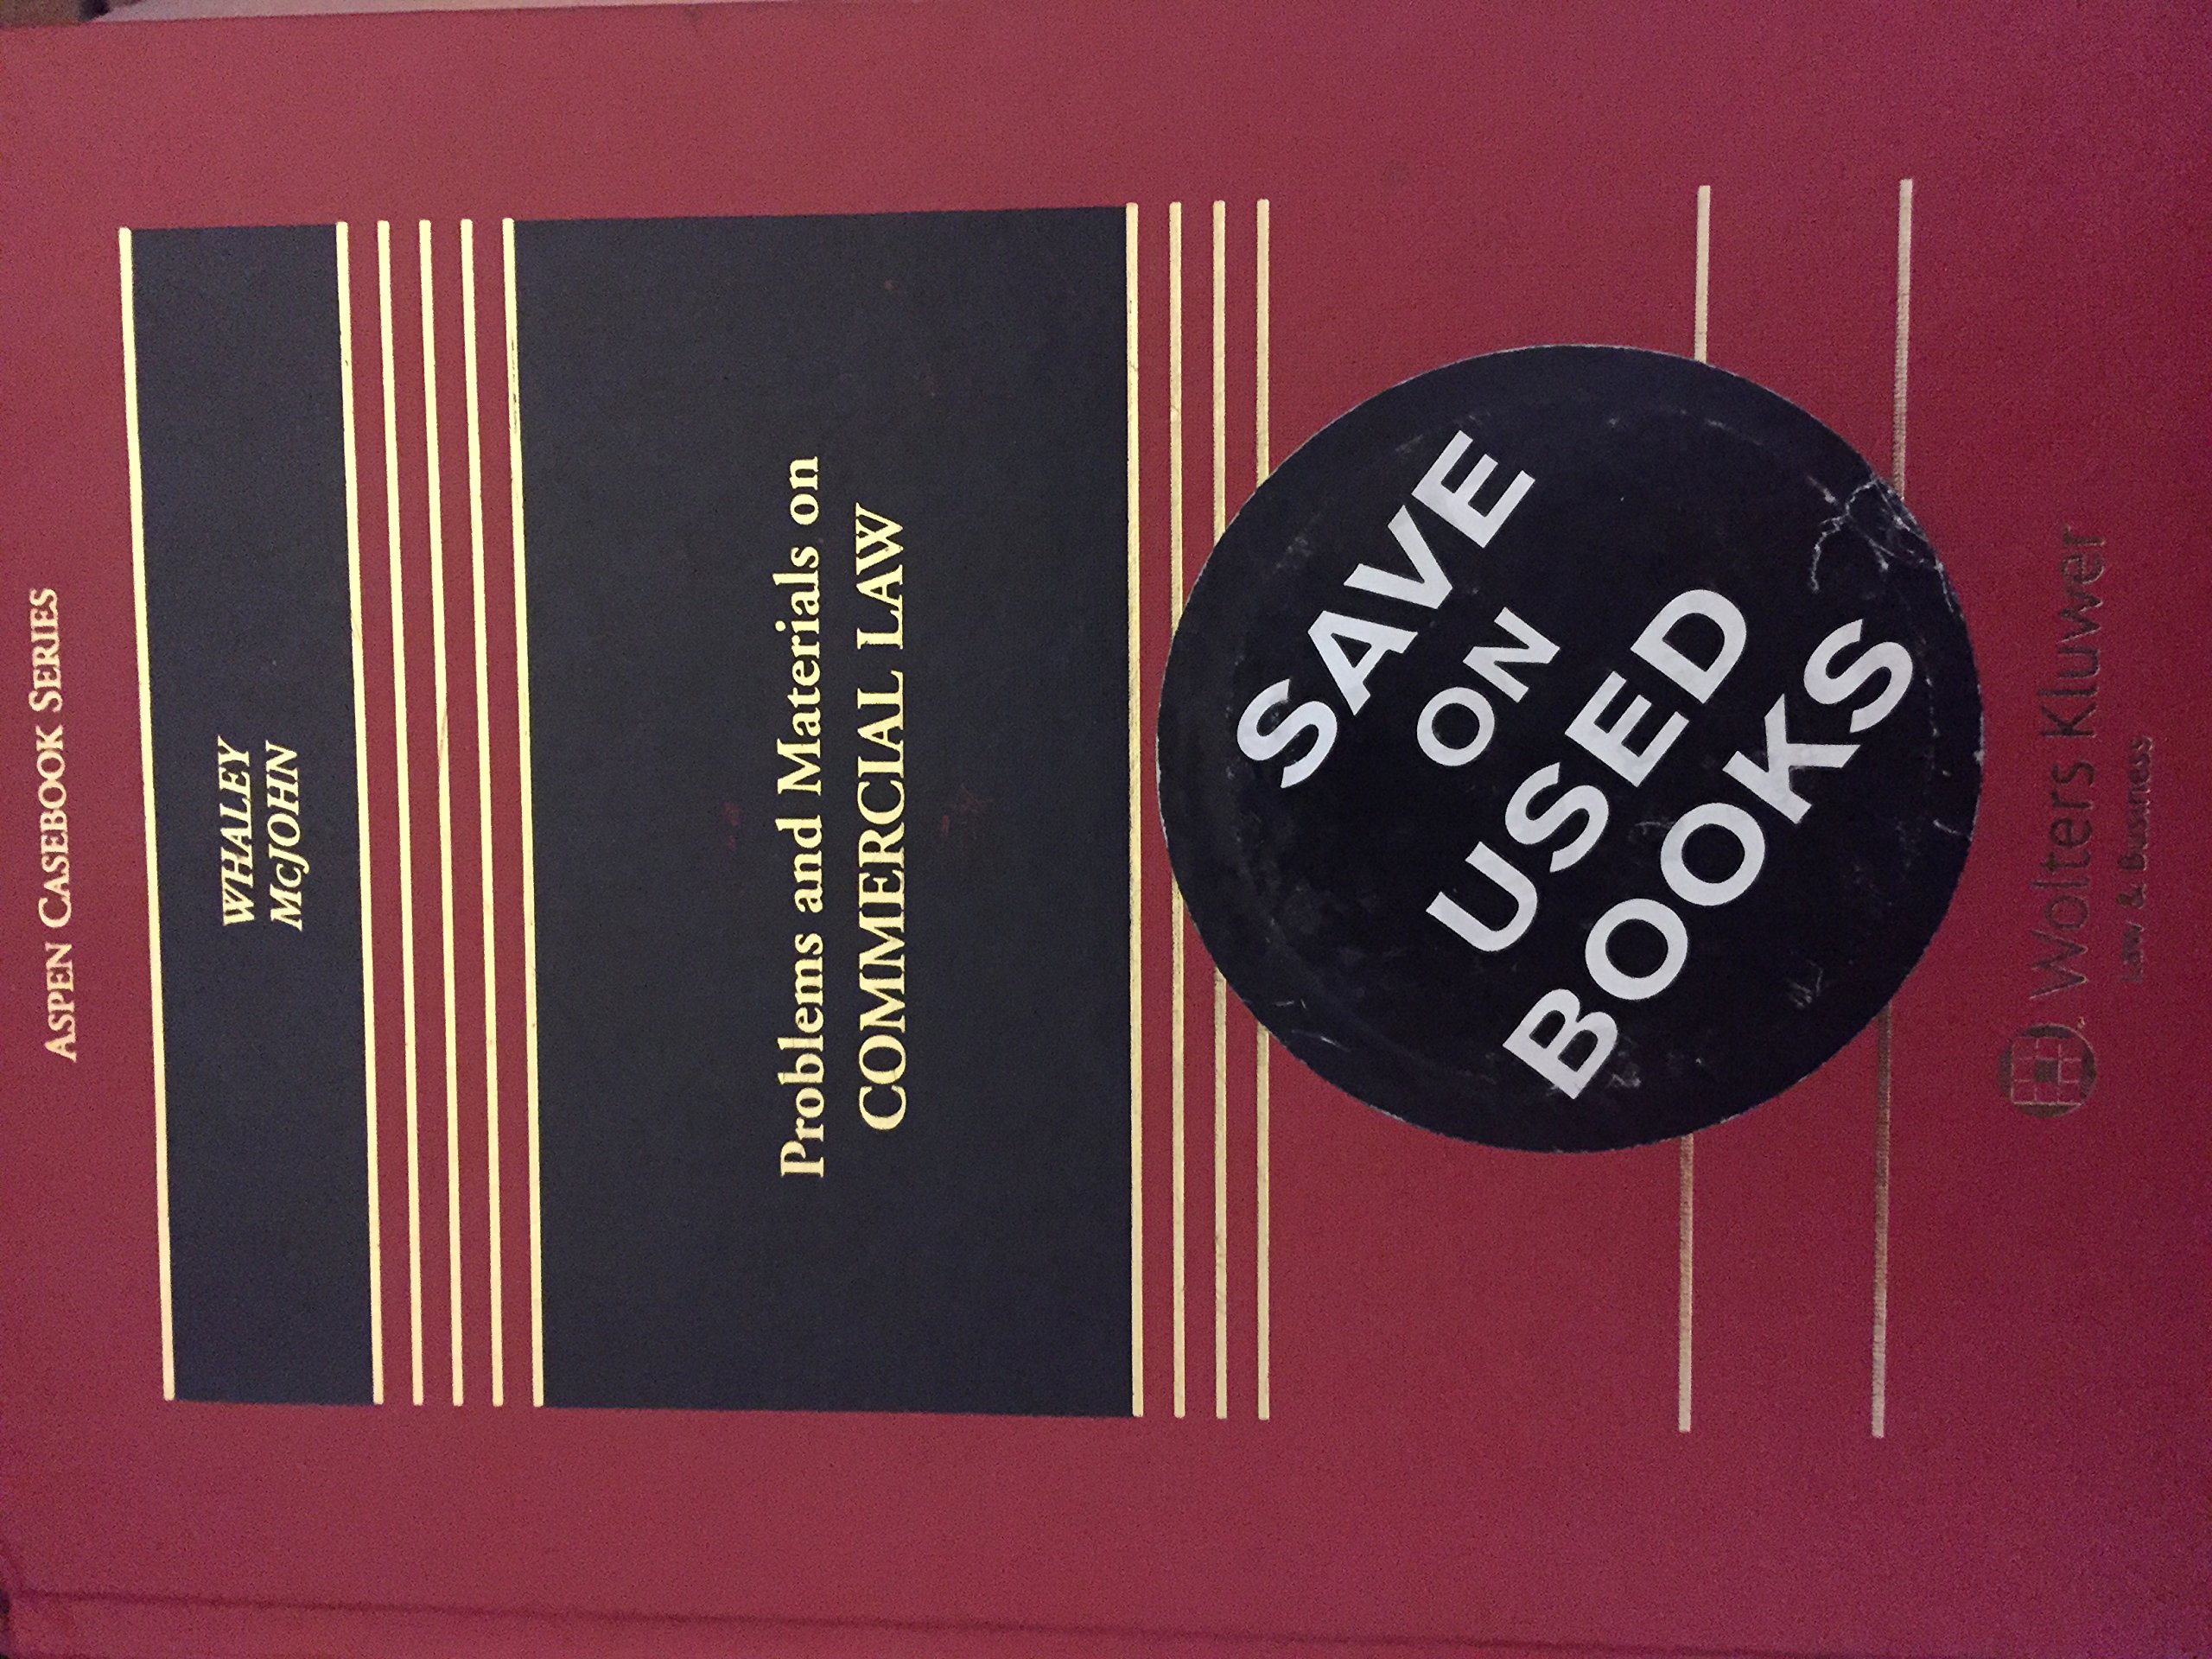 ASPEN CASEBOOK SERIES
WHALEY
McJOHN
Problems and Materials on
COMMERCIAL LAW
SAVE
ON
USED
BOOKS
Wolters Kluwer
Law & Business